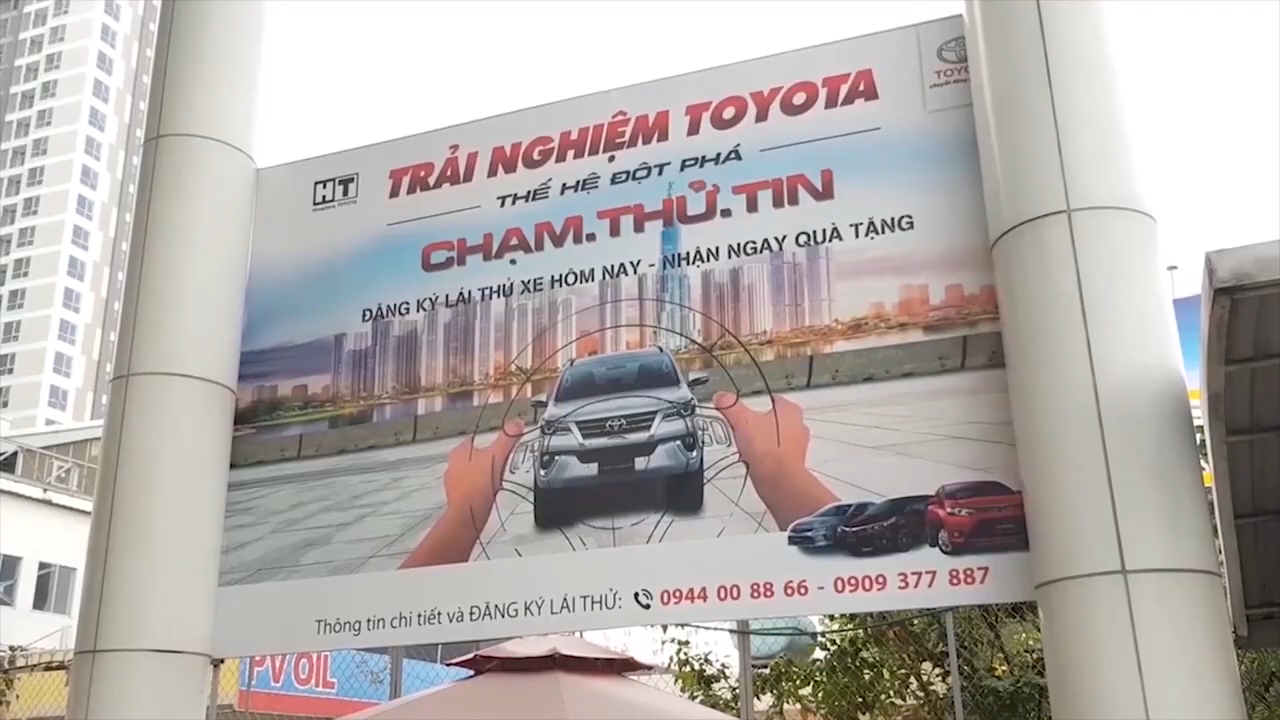 TRẢI NGHIỆM TOYOTA
THẾ HỆ ĐỘT PHÁ
CHẠM.THỬ.TIN
ĐĂNG KÝ LÁI THỬ XE HÔM NAY - NHẬN NGAY QUÀ TẶNG
HT
TOYOTA
Thông tin chi tiết và ĐĂNG KÝ LÁI THỬ: 0944 00 88 66 - 0909 377 887
PV OIL